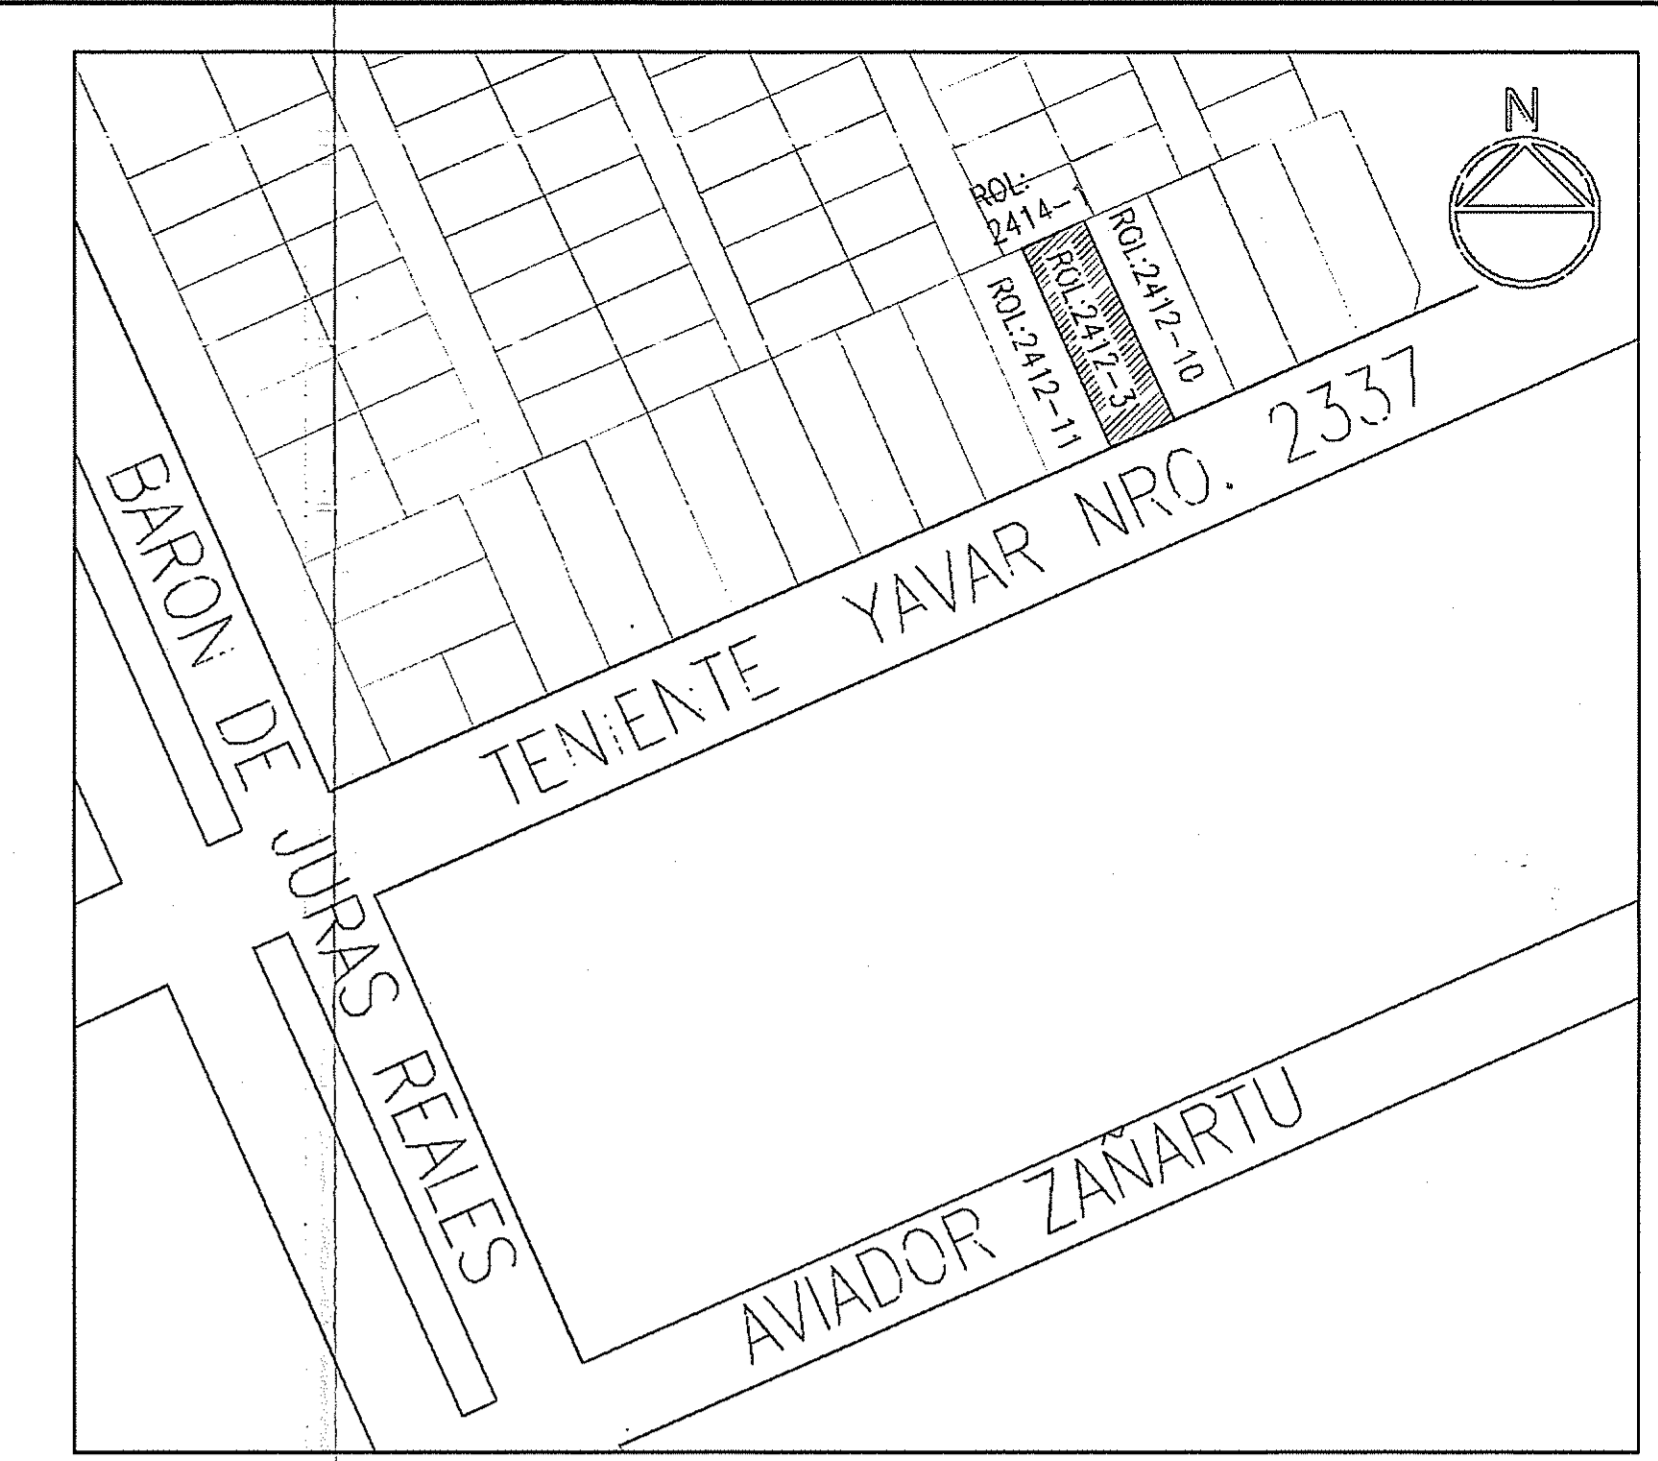 N
ROL:
2414-1
ROL:2412-10
ROL:2412-3
ROL:2412-11
TENIENTE YAVAR NRO. 2337
BARON DE JURAS REALES
AVIADOR ZAÑARTU